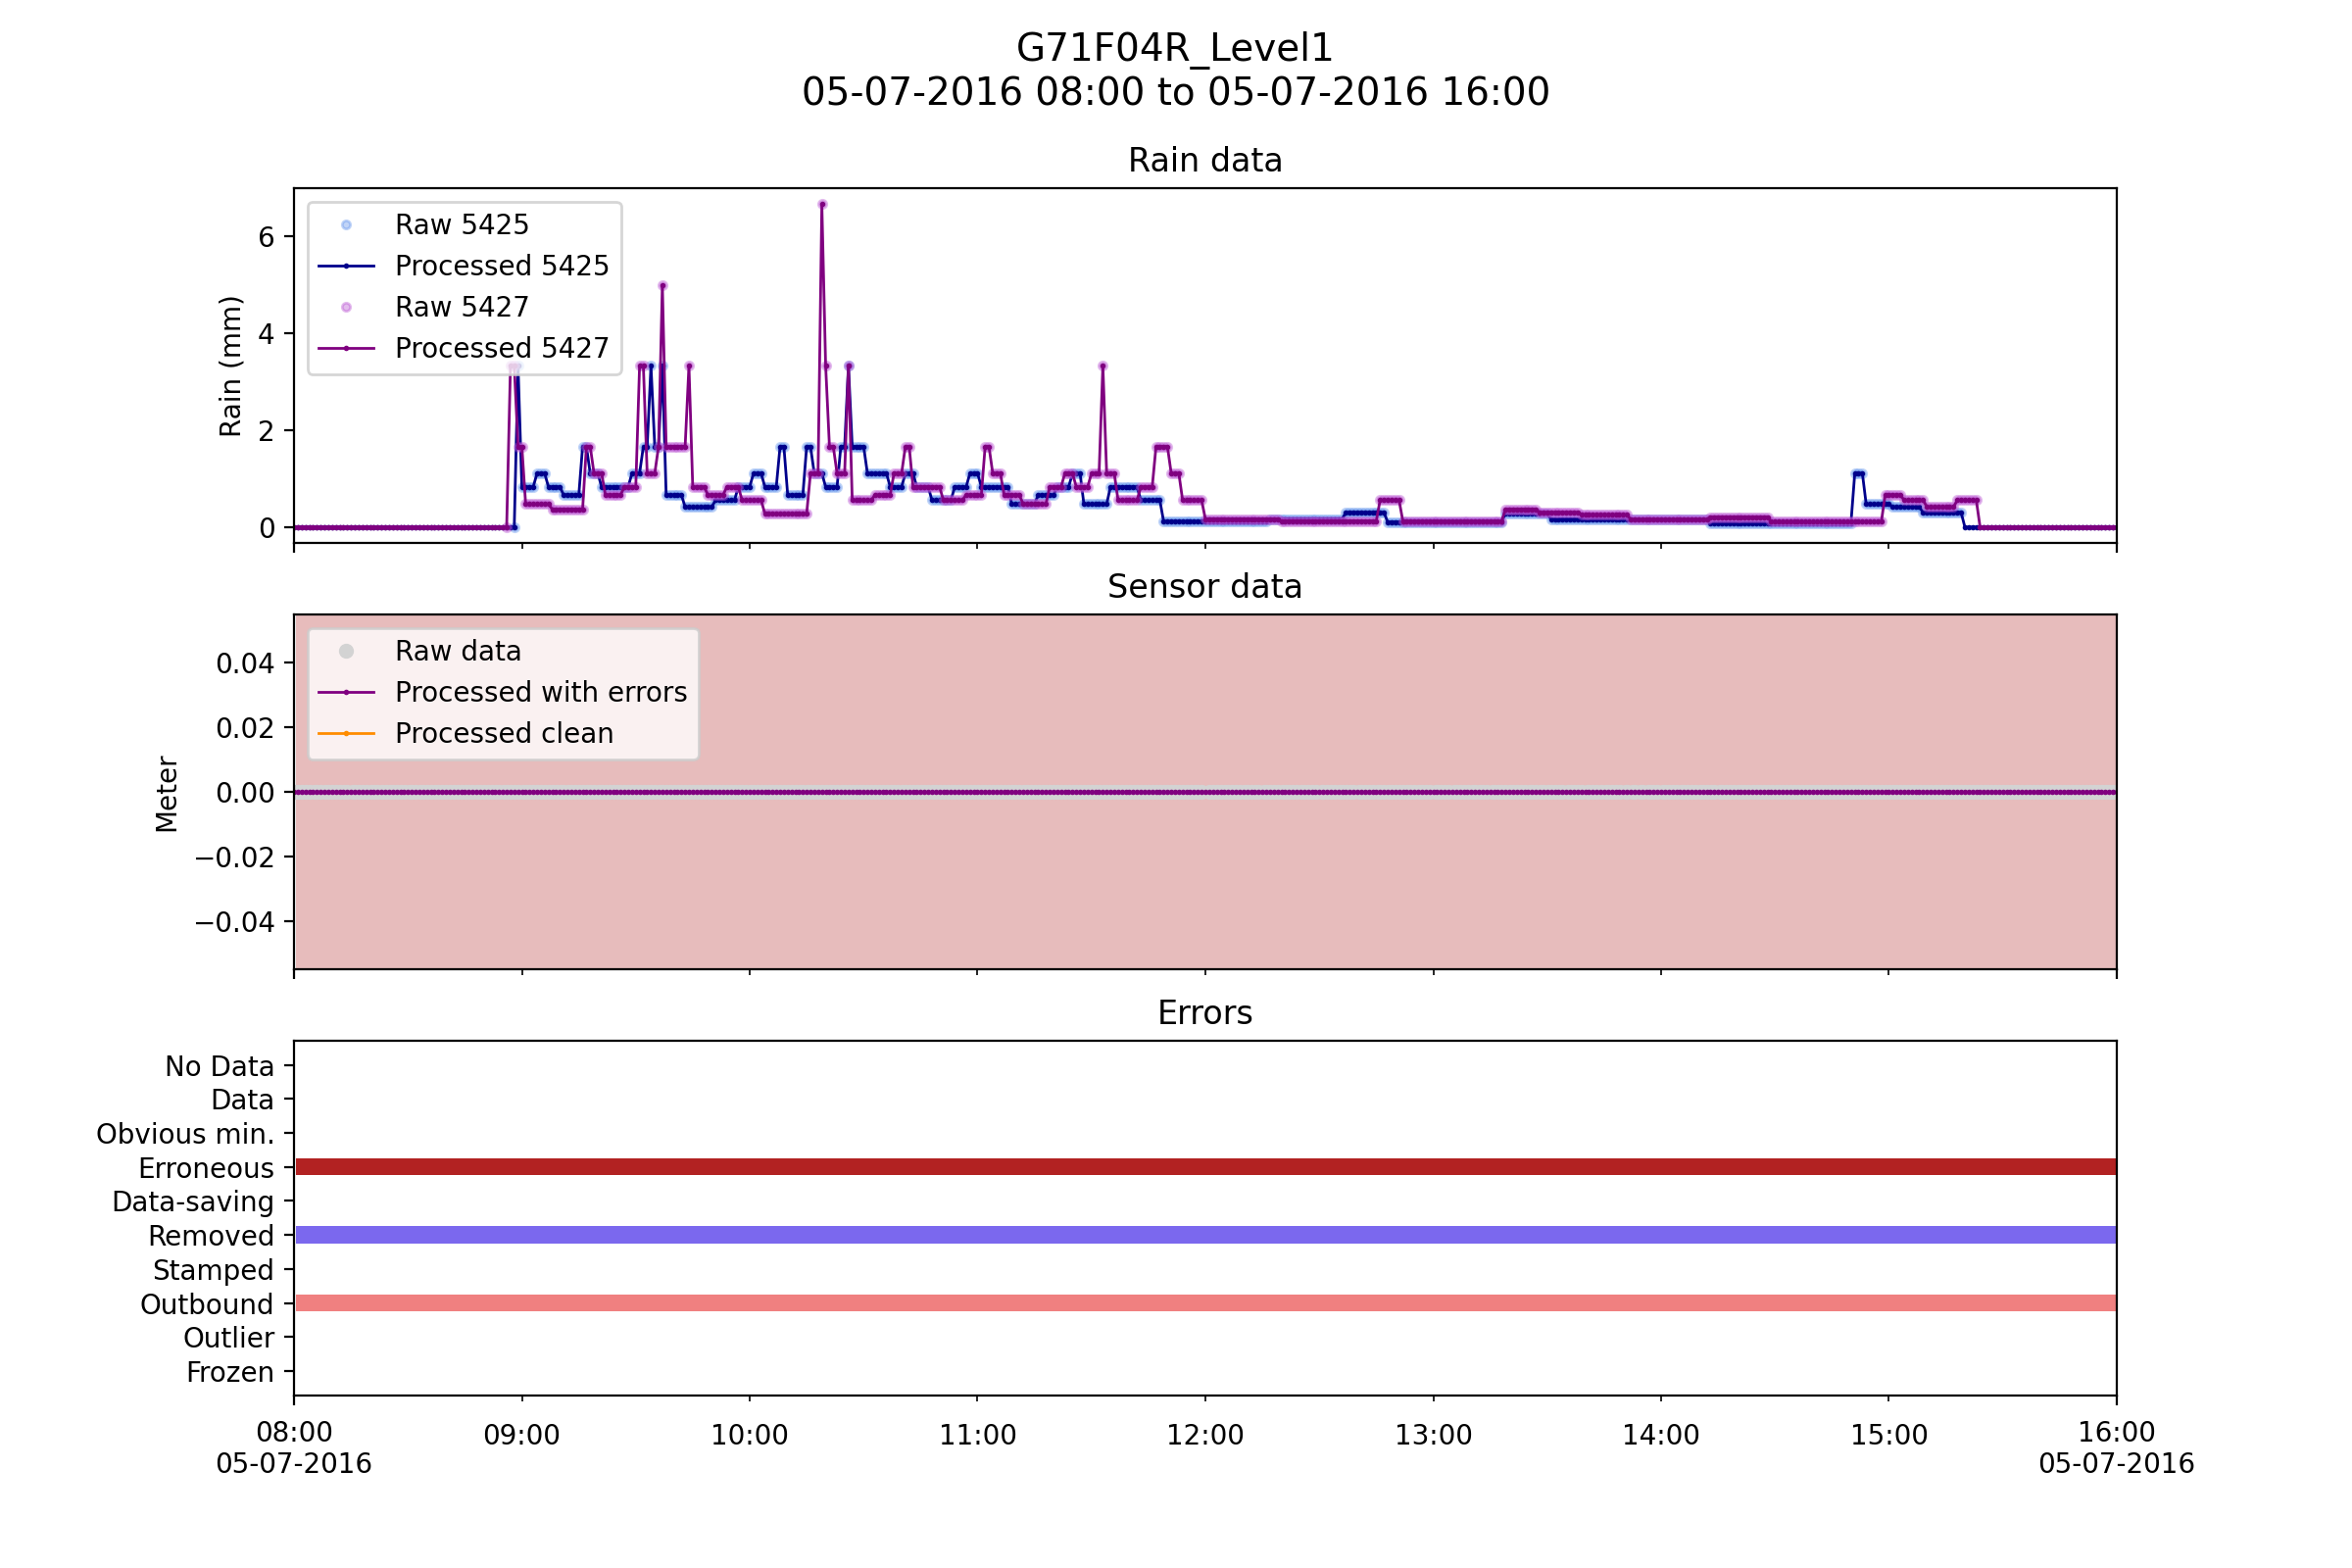 G71F04R_Level1
05-07-2016 08:00 to 05-07-2016 16:00
Rain data
Rain (mm)
6
4
2
0
Raw 5425
Processed 5425
Raw 5427
Processed 5427
Sensor data
Meter
0.04
0.02
0.00
−0.02
−0.04
Raw data
Processed with errors
Processed clean
Errors
No Data
Data
Obvious min.
Erroneous
Data-saving
Removed
Stamped
Outbound
Outlier
Frozen
08:00 09:00 10:00 11:00 12:00 13:00 14:00 15:00 16:00
05-07-2016 05-07-2016